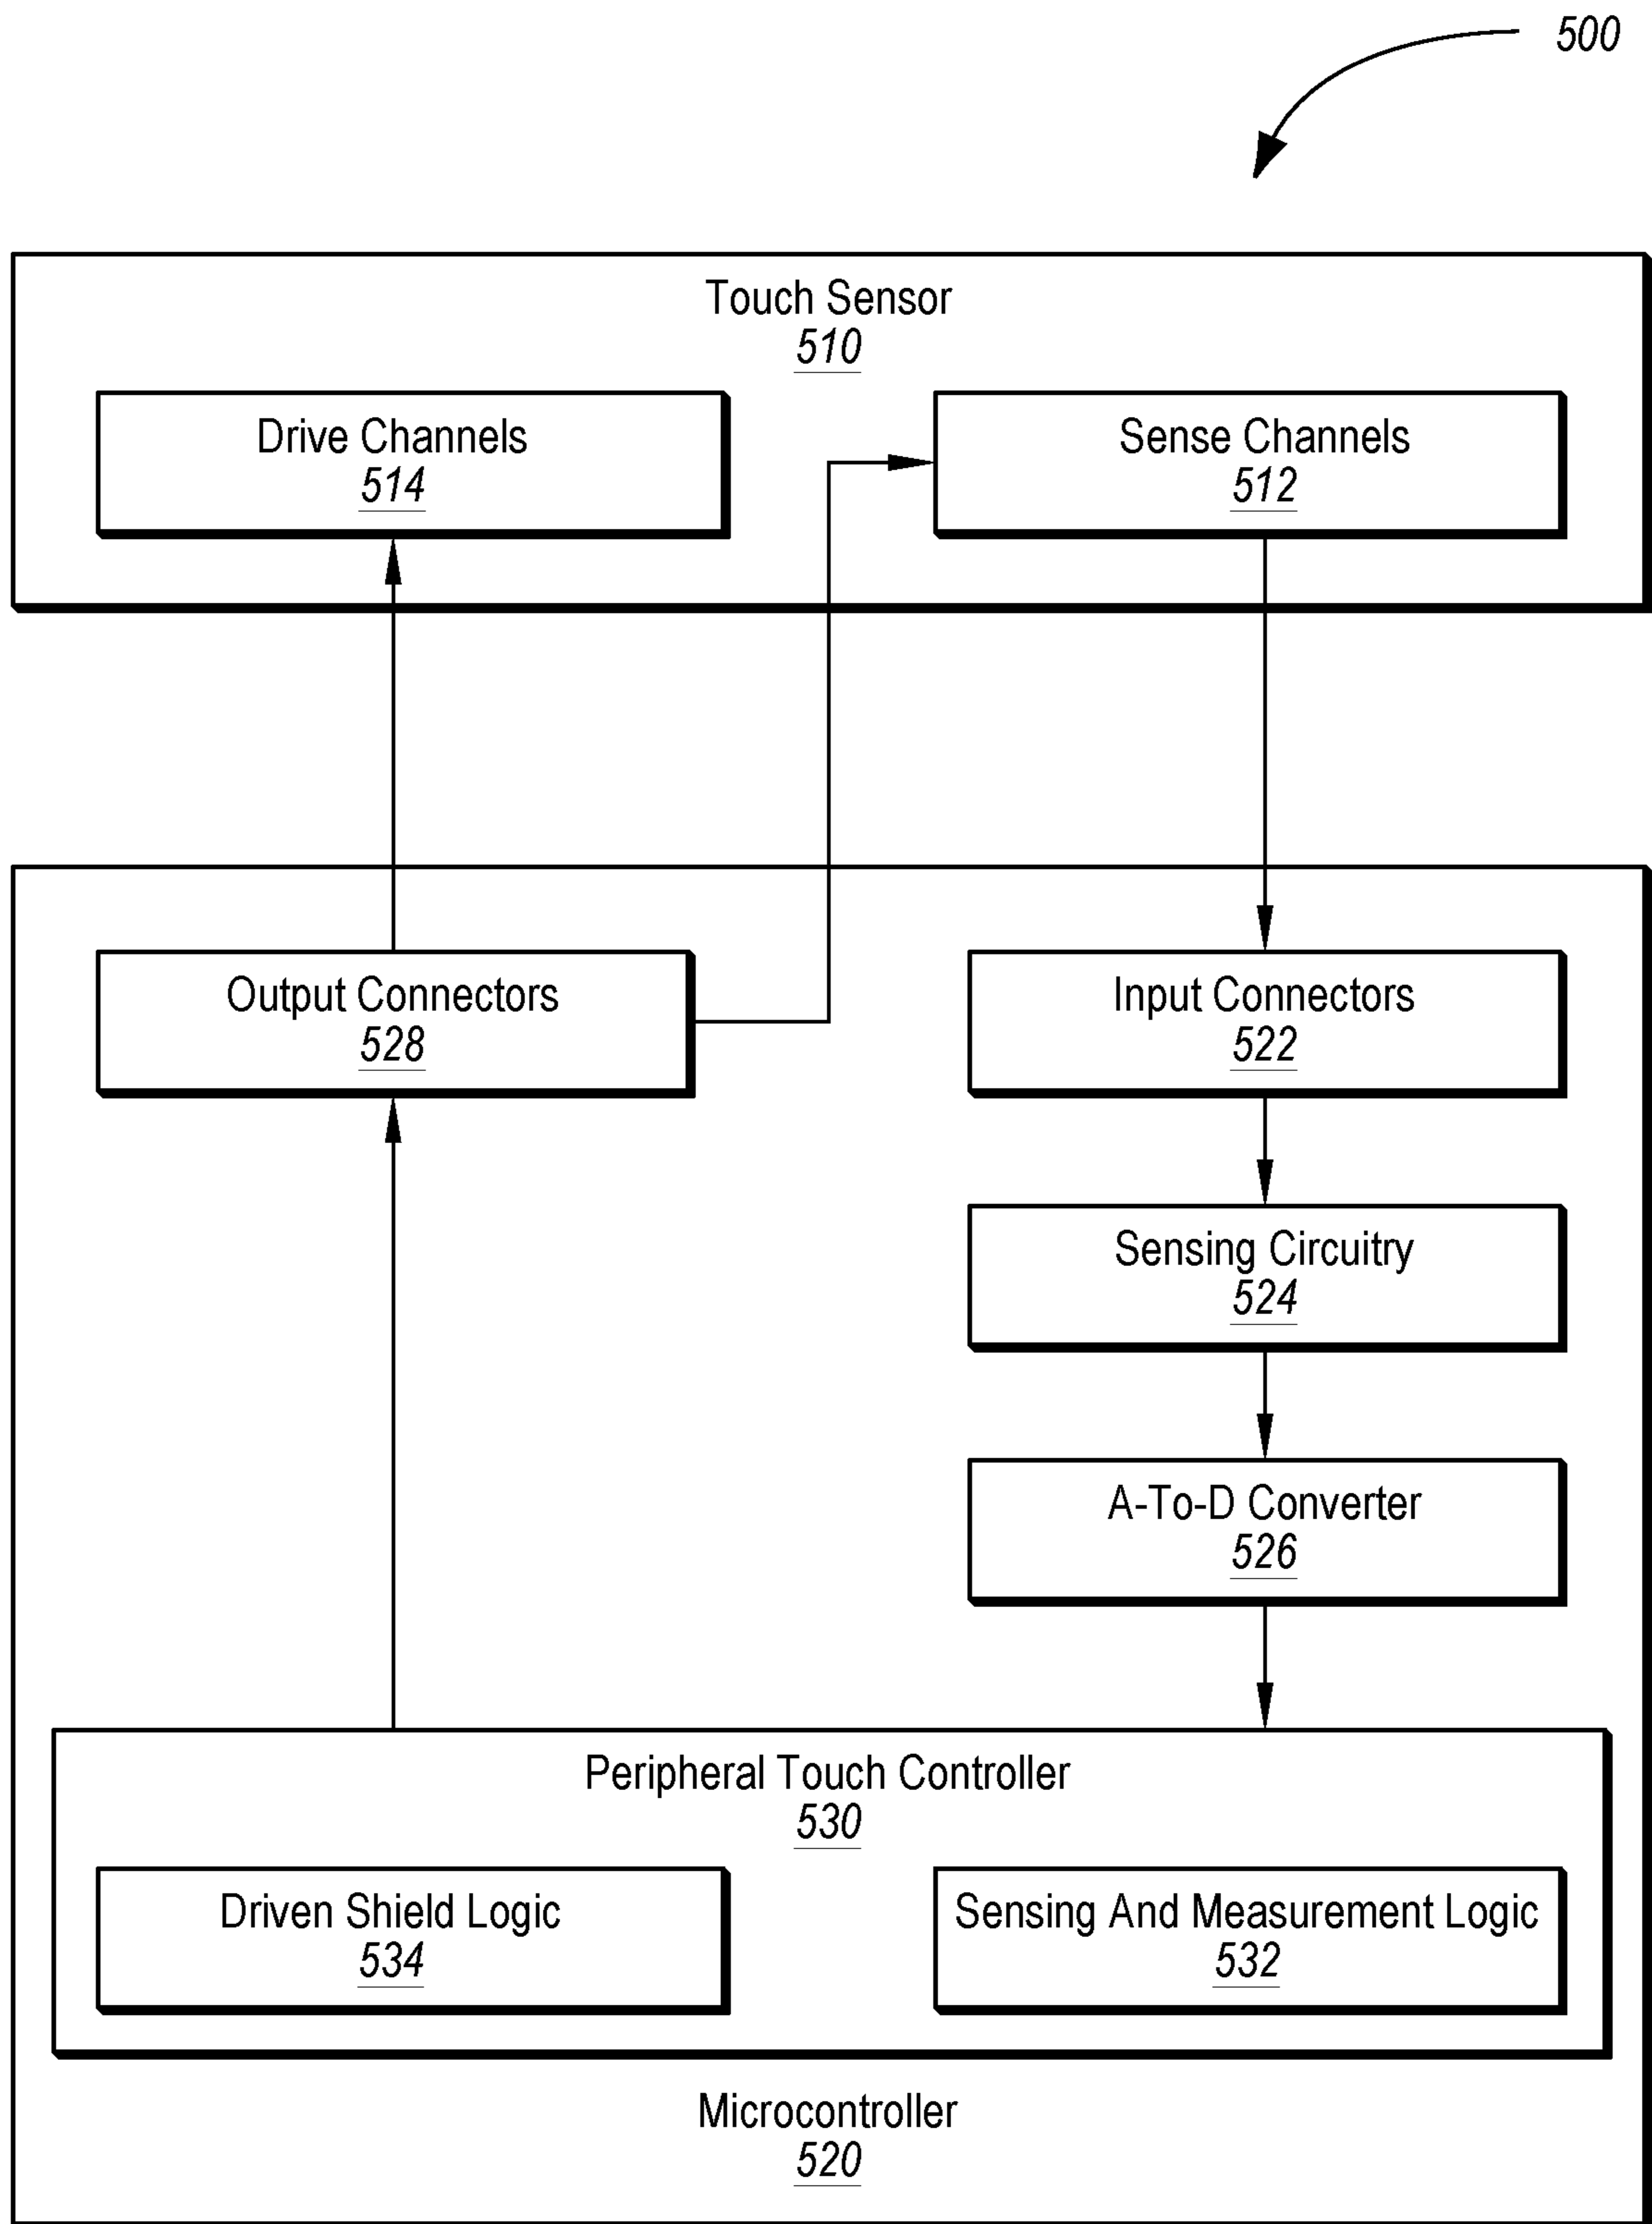 500
Touch Sensor
510
Drive Channels
514
Sense Channels
512
Output Connectors
528
Input Connectors
522
Sensing Circuitry
524
A-To-D Converter
526
Peripheral Touch Controller
530
Driven Shield Logic
534
Sensing And Measurement Logic
532
Microcontroller
520